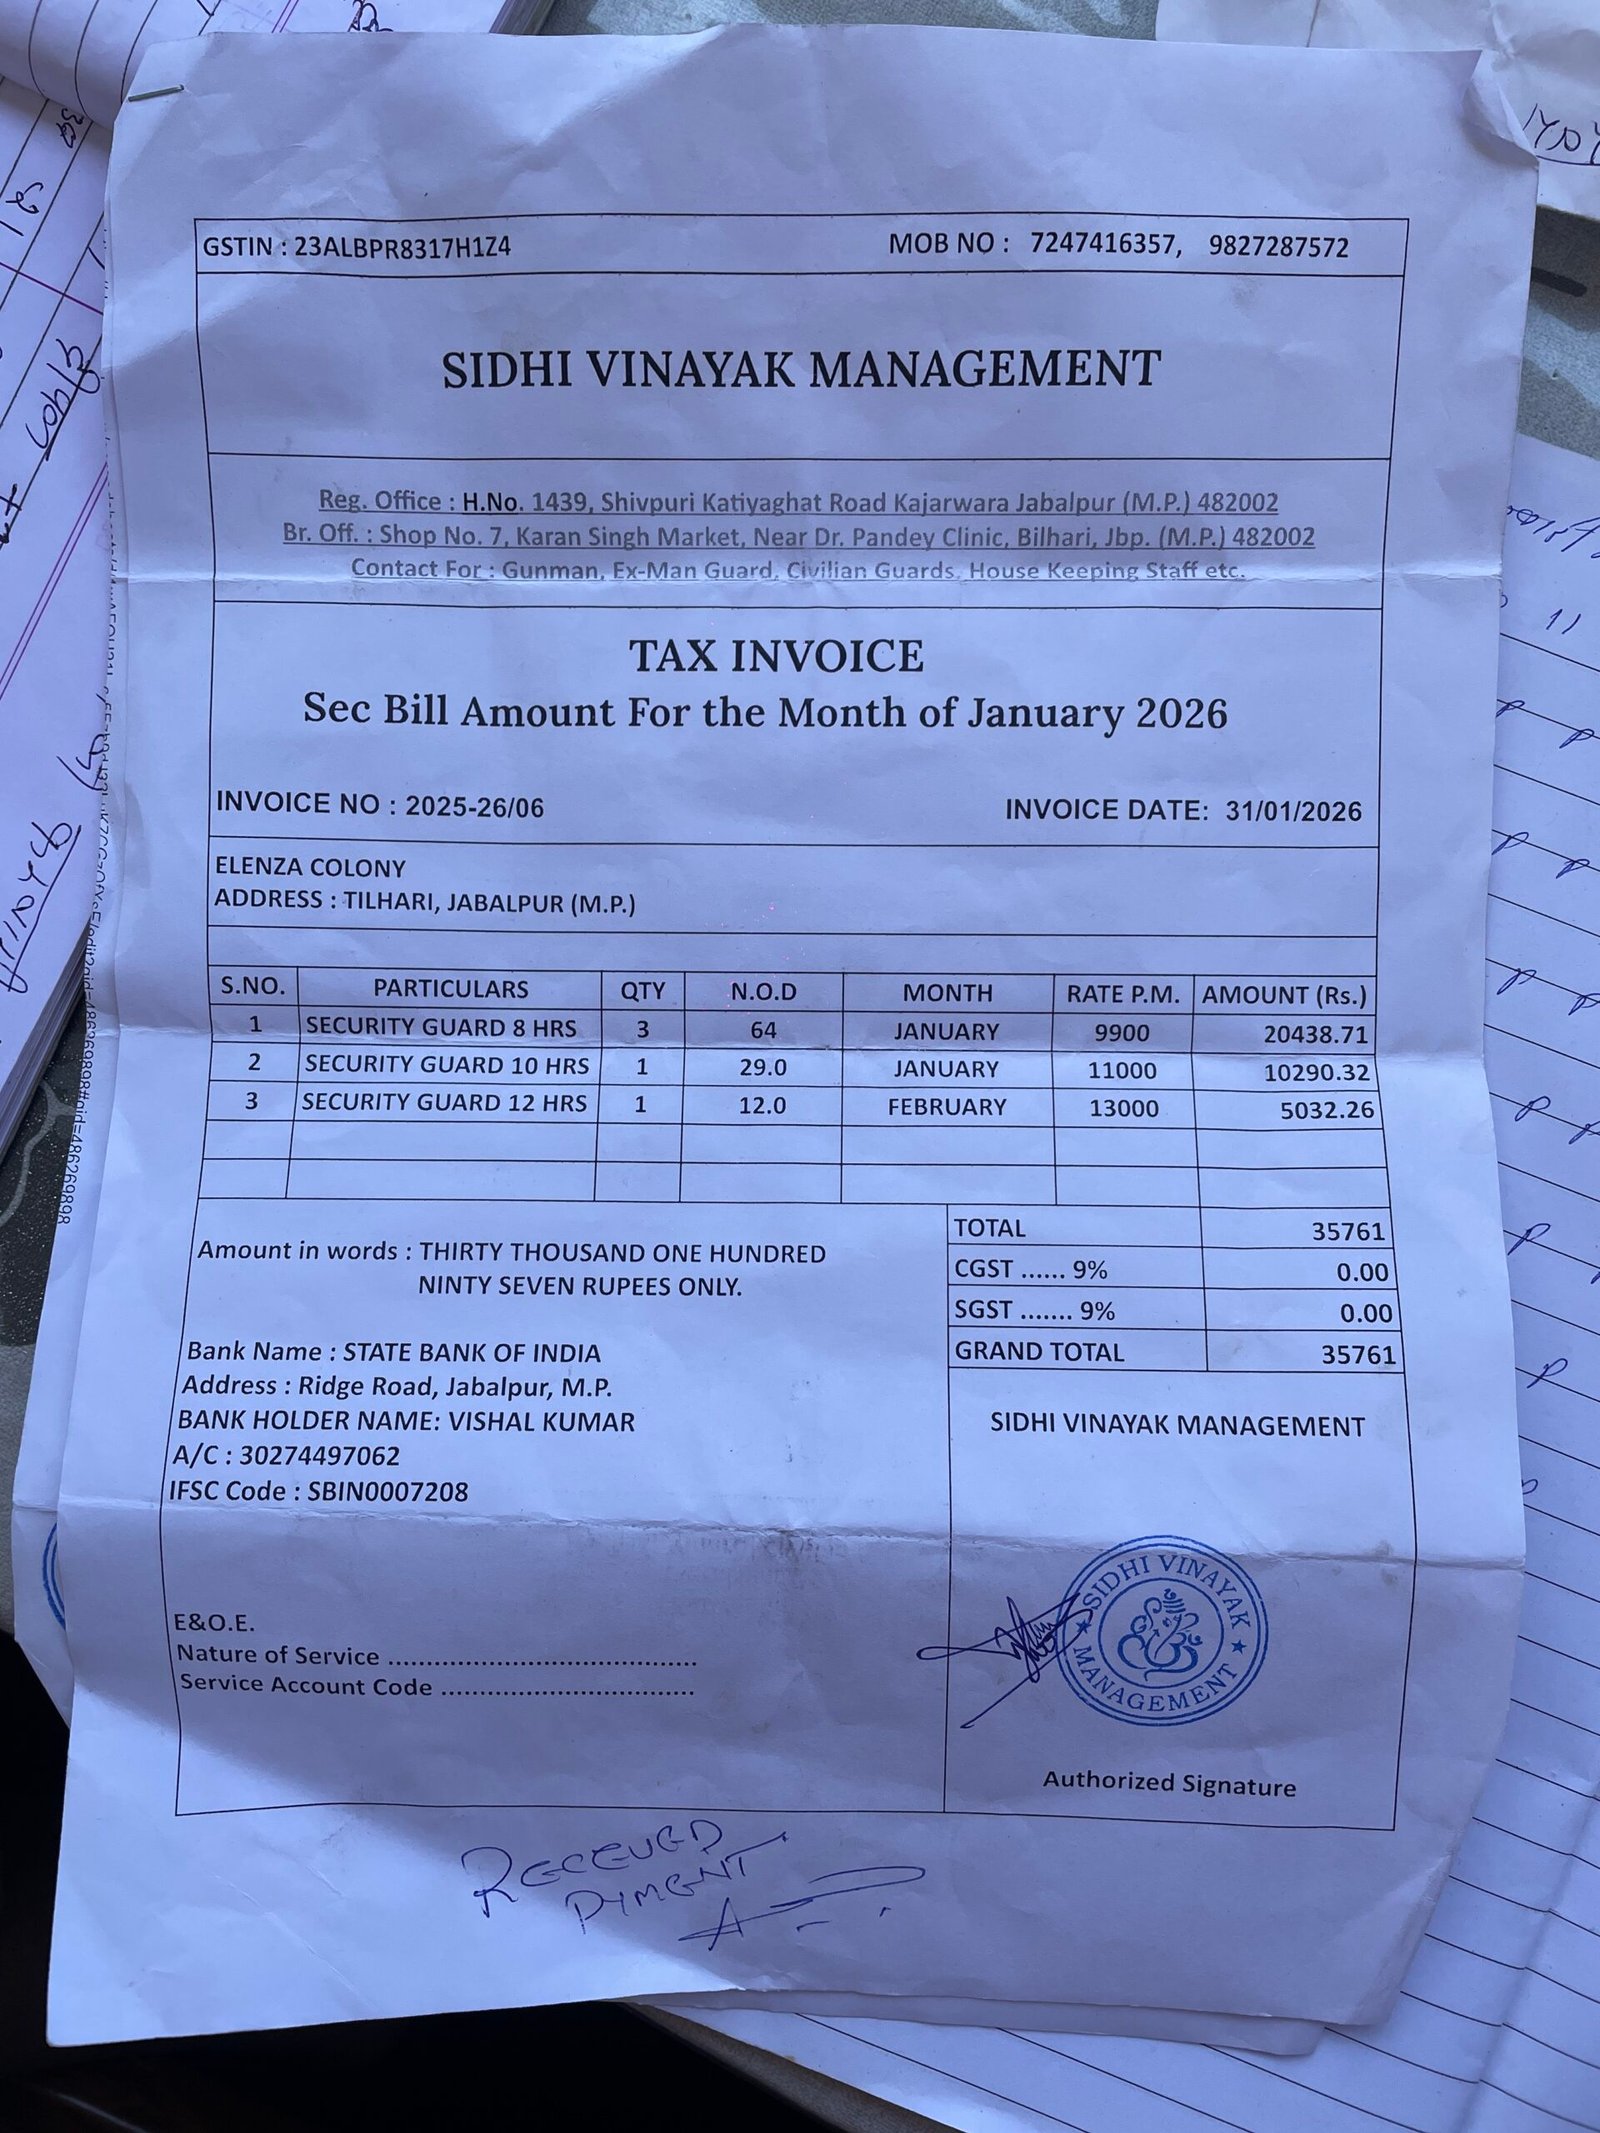 GSTIN : 23ALBPR8317H1Z4 MOB NO : 7247416357, 9827287572
SIDHI VINAYAK MANAGEMENT
Reg. Office : H.No. 1439, Shivpuri Katiyaghat Road Kajarwara Jabalpur (M.P.) 482002
Br. Off. : Shop No. 7, Karan Singh Market, Near Dr. Pandey Clinic, Bilhari, Jbp. (M.P.) 482002
Contact For : Gunman, Ex-Man Guard, Civilian Guards, House Keeping Staff etc.
TAX INVOICE
Sec Bill Amount For the Month of January 2026
INVOICE NO : 2025-26/06 INVOICE DATE: 31/01/2026
ELENZA COLONY
ADDRESS : TILHARI, JABALPUR (M.P.)
S.NO. PARTICULARS QTY N.O.D MONTH RATE P.M. AMOUNT (Rs.)
1 SECURITY GUARD 8 HRS 3 64 JANUARY 9900 20438.71
2 SECURITY GUARD 10 HRS 1 29.0 JANUARY 11000 10290.32
3 SECURITY GUARD 12 HRS 1 12.0 FEBRUARY 13000 5032.26
TOTAL 35761
CGST ...... 9% 0.00
SGST ....... 9% 0.00
GRAND TOTAL 35761
Amount in words : THIRTY THOUSAND ONE HUNDRED
NINTY SEVEN RUPEES ONLY.
Bank Name : STATE BANK OF INDIA
Address : Ridge Road, Jabalpur, M.P.
BANK HOLDER NAME: VISHAL KUMAR
A/C : 30274497062
IFSC Code : SBIN0007208
SIDHI VINAYAK MANAGEMENT
SIDHI VINAYAK
MANAGEMENT
E&O.E.
Nature of Service ........................................
Service Account Code .................................
Authorized Signature
RECEUED
PYMENT